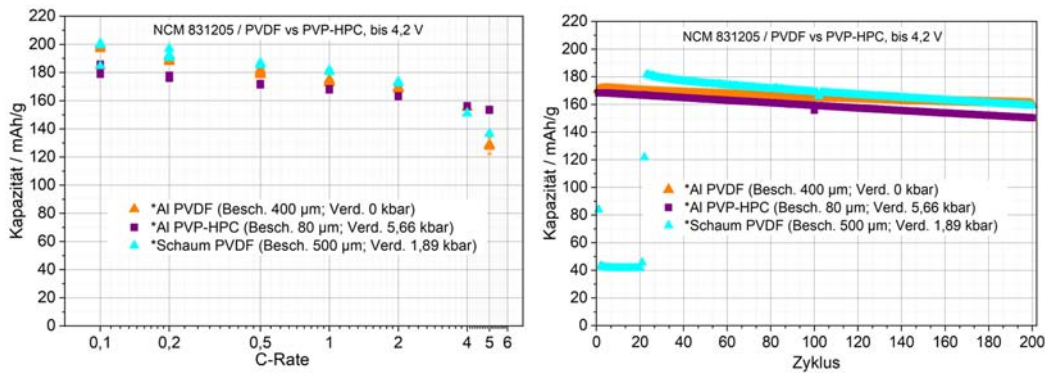 NCM 831205 / PVDF vs PVP-HPC, bis 4,2 V
Kapazität / mAh/g
220
200
180
160
140
120
100
80
60
40
20
0
*Al PVDF (Besch. 400 µm; Verd. 0 kbar)
*Al PVP-HPC (Besch. 80 µm; Verd. 5,66 kbar)
*Schaum PVDF (Besch. 500 µm; Verd. 1,89 kbar)
0,1 0,2 0,5 1 2 4 5 6
C-Rate
NCM 831205 / PVDF vs PVP-HPC, bis 4,2 V
Kapazität / mAh/g
220
200
180
160
140
120
100
80
60
40
20
0
*Al PVDF (Besch. 400 µm; Verd. 0 kbar)
*Al PVP-HPC (Besch. 80 µm; Verd. 5,66 kbar)
*Schaum PVDF (Besch. 500 µm; Verd. 1,89 kbar)
0 20 40 60 80 100 120 140 160 180 200
Zyklus